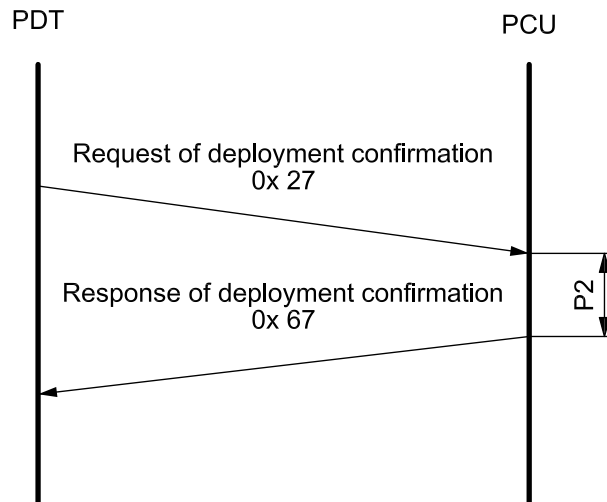 PDT
PCU
Request of deployment confirmation
0x 27
Response of deployment confirmation
0x 67
P2